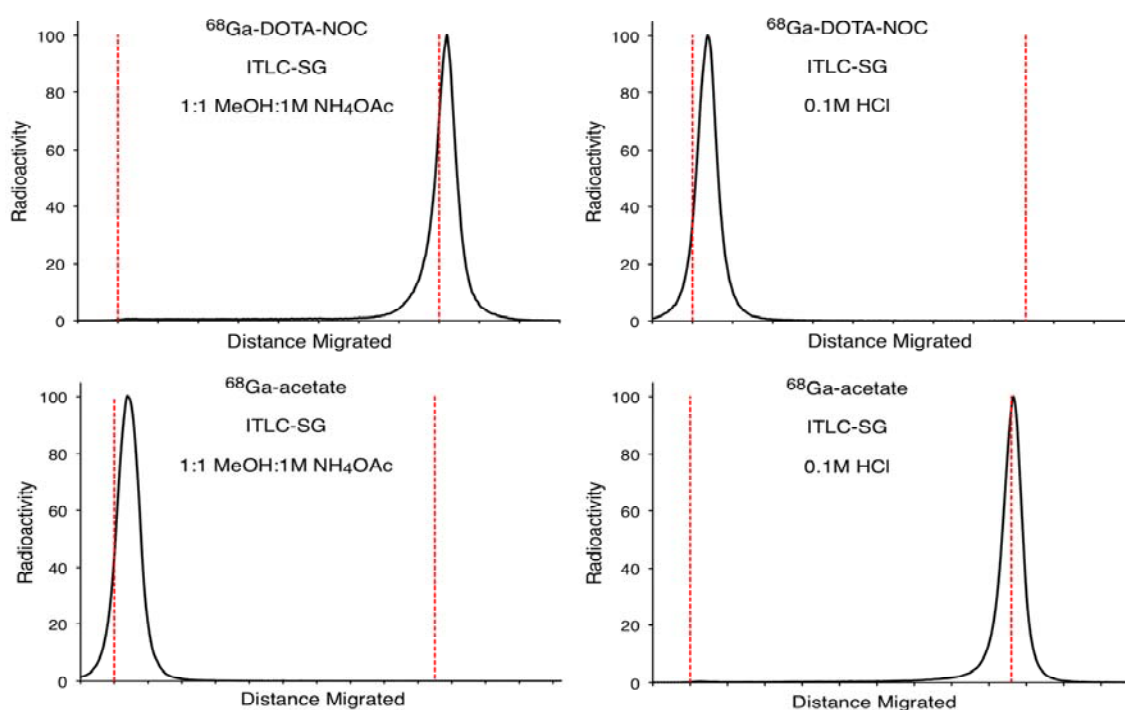 ⁶⁸Ga-DOTA-NOC
ITLC-SG
1:1 MeOH:1M NH₄OAc
Radioactivity
100
80
60
40
20
0
Distance Migrated
⁶⁸Ga-DOTA-NOC
ITLC-SG
0.1M HCl
Radioactivity
100
80
60
40
20
0
Distance Migrated
⁶⁸Ga-acetate
ITLC-SG
1:1 MeOH:1M NH₄OAc
Radioactivity
100
80
60
40
20
0
Distance Migrated
⁶⁸Ga-acetate
ITLC-SG
0.1M HCl
Radioactivity
100
80
60
40
20
0
Distance Migrated